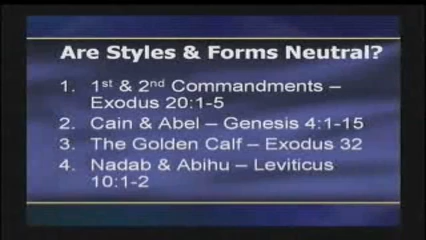 Are Styles & Forms Neutral?
1. 1st & 2nd Commandments –
Exodus 20:1-5
2. Cain & Abel – Genesis 4:1-15
3. The Golden Calf – Exodus 32
4. Nadab & Abihu – Leviticus
10:1-2